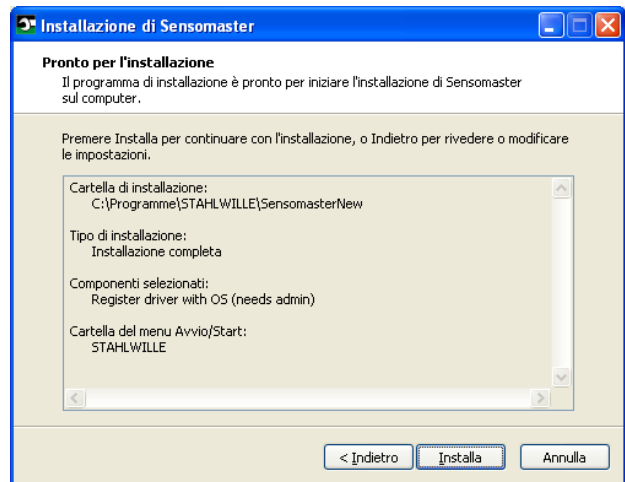 Installazione di Sensomaster
Pronto per l'installazione
Il programma di installazione è pronto per iniziare l'installazione di Sensomaster
sul computer.
Premere Installa per continuare con l'installazione, o Indietro per rivedere o modificare
le impostazioni.
Cartella di installazione:
C:\Programme\STAHLWILLE\SensomasterNew
Tipo di installazione:
Installazione completa
Componenti selezionati:
Register driver with OS (needs admin)
Cartella del menu Avvio/Start:
STAHLWILLE
< Indietro
Installa
Annulla